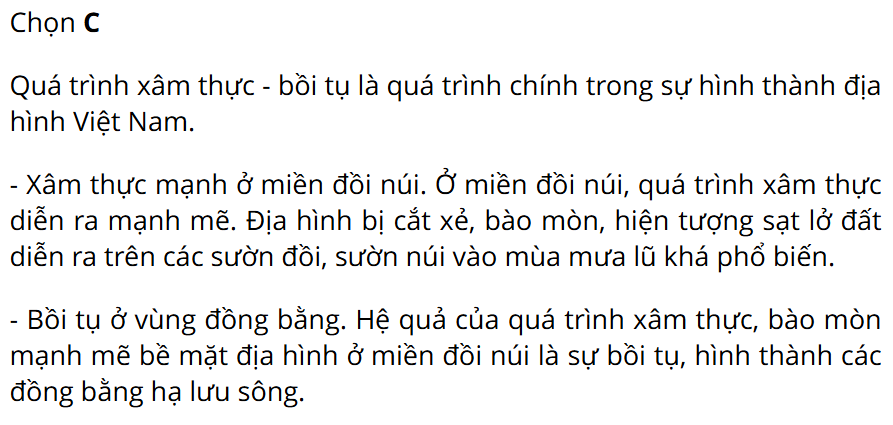 Chọn C
Quá trình xâm thực - bồi tụ là quá trình chính trong sự hình thành địa
hình Việt Nam.
- Xâm thực mạnh ở miền đồi núi. Ở miền đồi núi, quá trình xâm thực
diễn ra mạnh mẽ. Địa hình bị cắt xẻ, bào mòn, hiện tượng sạt lở đất
diễn ra trên các sườn đồi, sườn núi vào mùa mưa lũ khá phổ biến.
- Bồi tụ ở vùng đồng bằng. Hệ quả của quá trình xâm thực, bào mòn
mạnh mẽ bề mặt địa hình ở miền đồi núi là sự bồi tụ, hình thành các
đồng bằng hạ lưu sông.